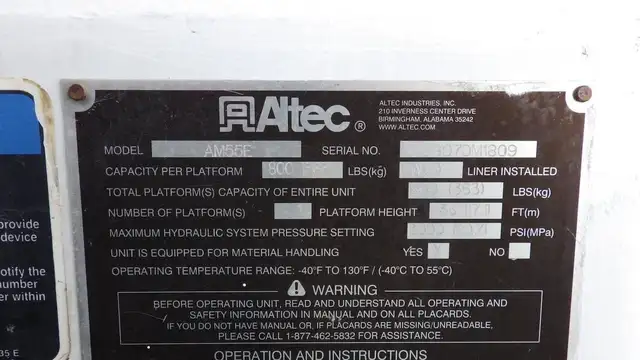 Altec®
ALTEC INDUSTRIES, INC.
210 INVERNESS CENTER DRIVE
BIRMINGHAM, ALABAMA 35242
WWW.ALTEC.COM
MODEL SERIAL NO.
CAPACITY PER PLATFORM 800 LBS(kg) LINER INSTALLED
TOTAL PLATFORM(S) CAPACITY OF ENTIRE UNIT LBS(kg)
NUMBER OF PLATFORM(S) PLATFORM HEIGHT FT(m)
MAXIMUM HYDRAULIC SYSTEM PRESSURE SETTING PSI(MPa)
UNIT IS EQUIPPED FOR MATERIAL HANDLING YES NO
OPERATING TEMPERATURE RANGE: -40°F TO 130°F / (-40°C TO 55°C)
WARNING
BEFORE OPERATING UNIT, READ AND UNDERSTAND ALL OPERATING AND
SAFETY INFORMATION IN MANUAL AND ON ALL PLACARDS.
IF YOU DO NOT HAVE MANUAL OR, IF PLACARDS ARE MISSING/UNREADABLE,
PLEASE CALL 1-877-462-5832 FOR ASSISTANCE.
OPERATION AND INSTRUCTIONS
provide
device
notify the
number
er within
35 E